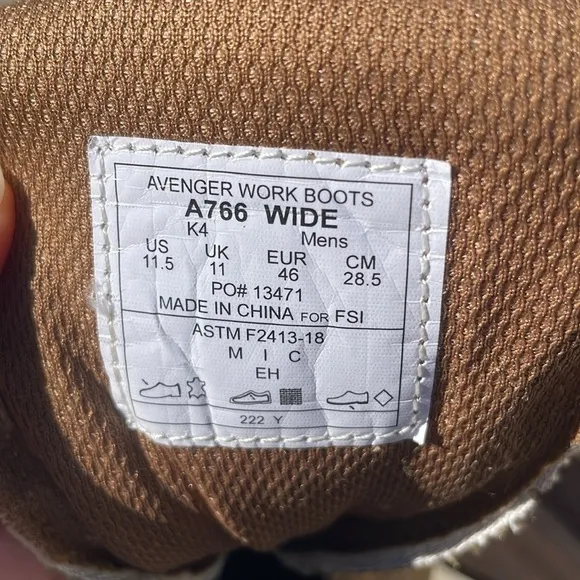 AVENGER WORK BOOTS
A766 WIDE
K4 Mens
US UK EUR CM
11.5 11 46 28.5
PO# 13471
MADE IN CHINA FOR FSI
ASTM F2413-18
M I C
EH
222 Y